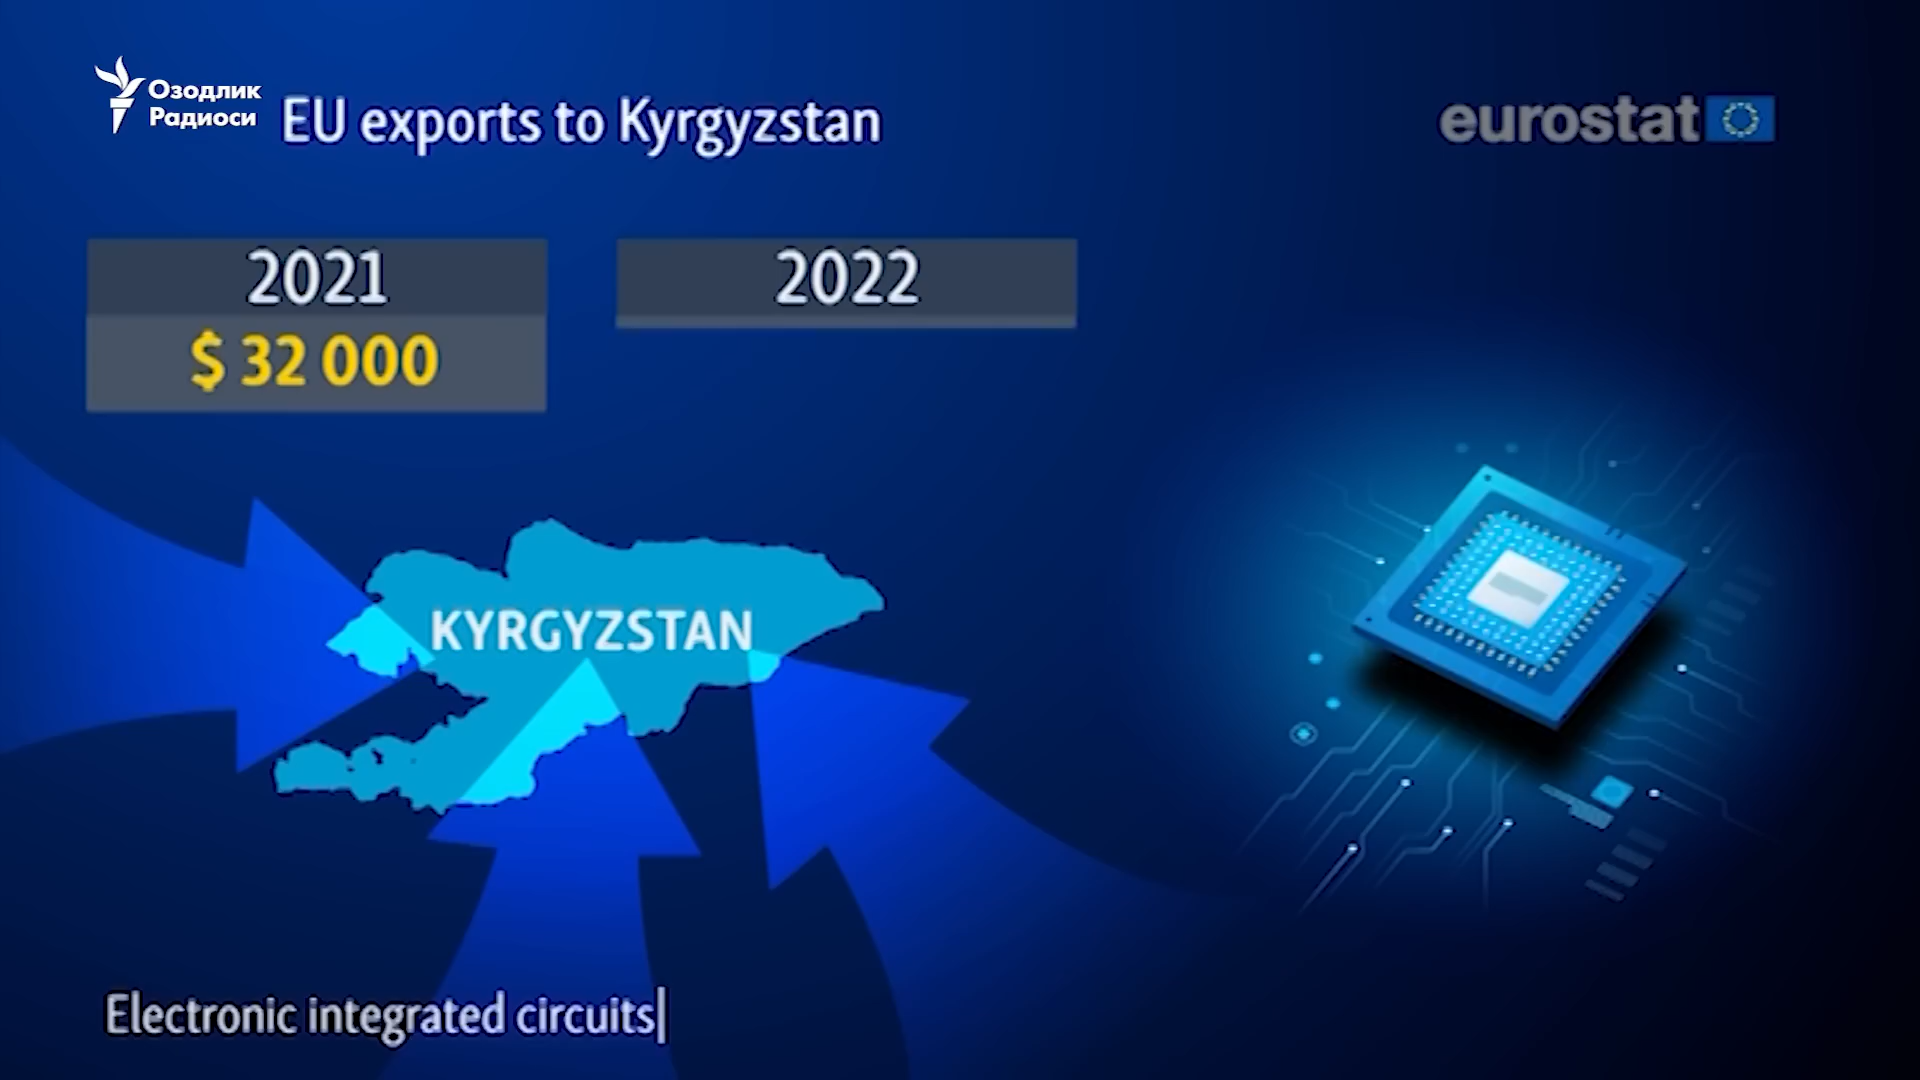 Озодлик
Радиоси
EU exports to Kyrgyzstan
eurostat
2021
2022
$ 32 000
KYRGYZSTAN
Electronic integrated circuits